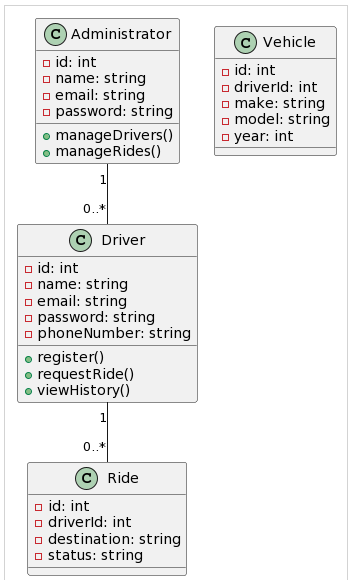 C Administrator
id: int
name: string
email: string
password: string
manageDrivers()
manageRides()
C Vehicle
id: int
driverId: int
make: string
model: string
year: int
1
0..*
C Driver
id: int
name: string
email: string
password: string
phoneNumber: string
register()
requestRide()
viewHistory()
1
0..*
C Ride
id: int
driverId: int
destination: string
status: string